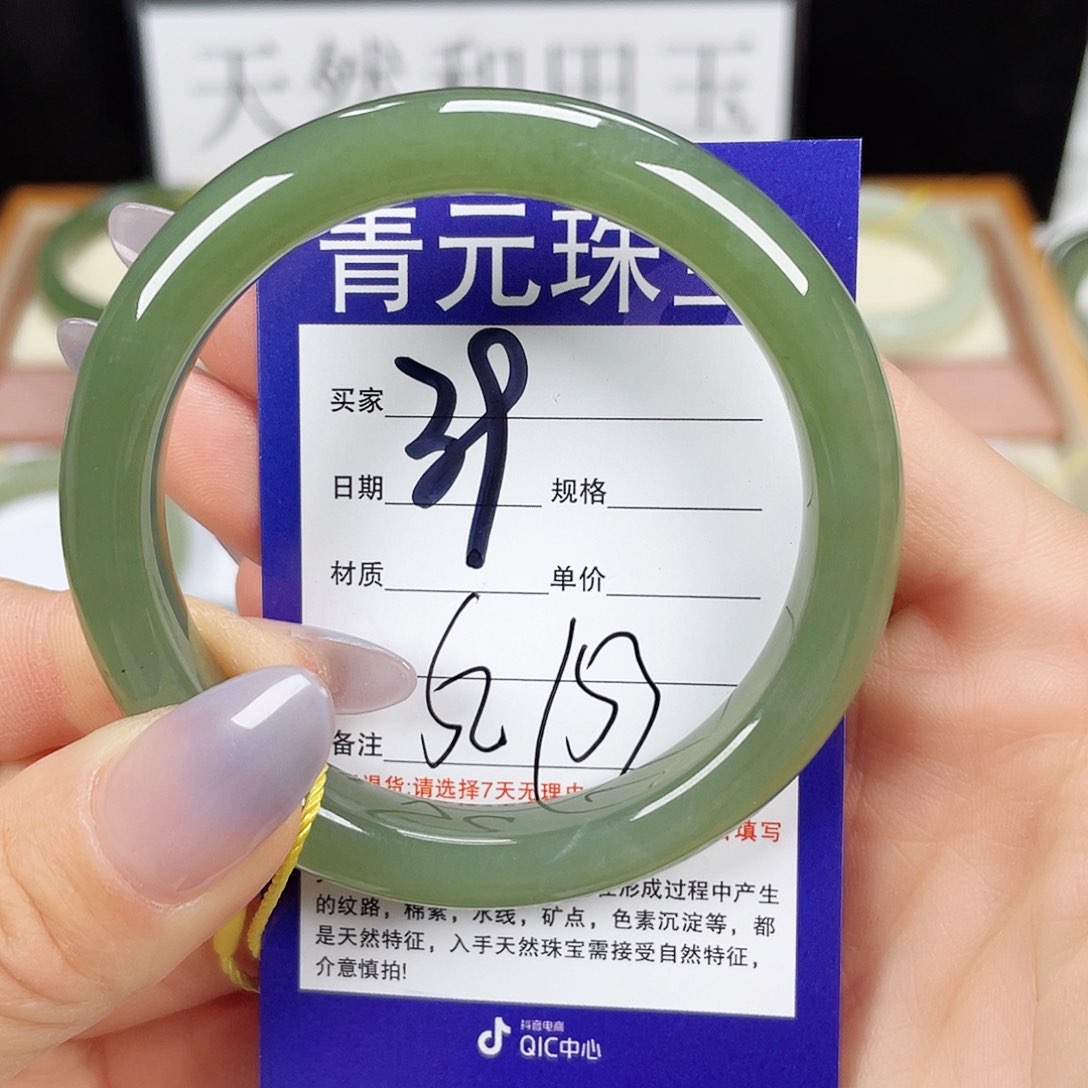 天然和田玉
青元珠
39
买家
日期 规格
材质 单价
52 (5)
备注
退货:请选择7天无理由
,填写
形成过程中产生
的纹路，棉絮，水线，矿点，色素沉淀等，都
是天然特征，入手天然珠宝需接受自然特征，
介意慎拍!
抖音电商
QIC中心